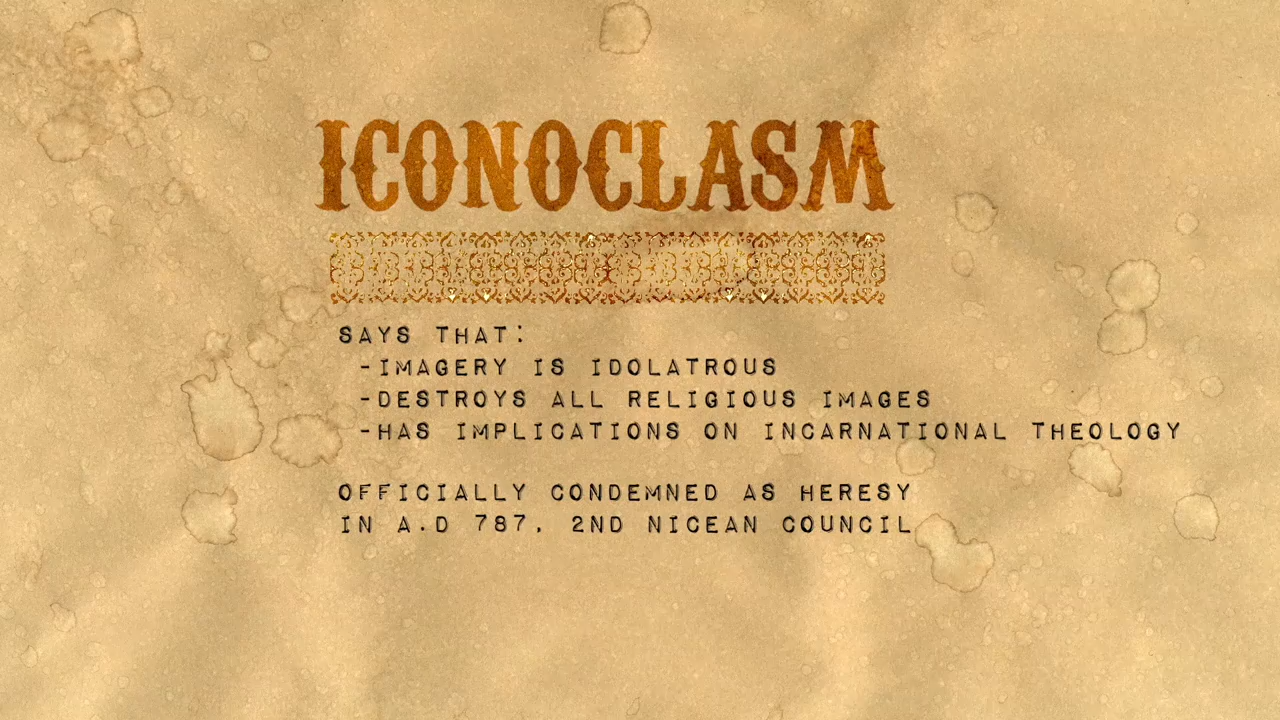 ICONOCLASM
SAYS THAT:
-IMAGERY IS IDOLATROUS
-DESTROYS ALL RELIGIOUS IMAGES
-HAS IMPLICATIONS ON INCARNATIONAL THEOLOGY
OFFICIALLY CONDEMNED AS HERESY
IN A.D 787, 2ND NICEAN COUNCIL